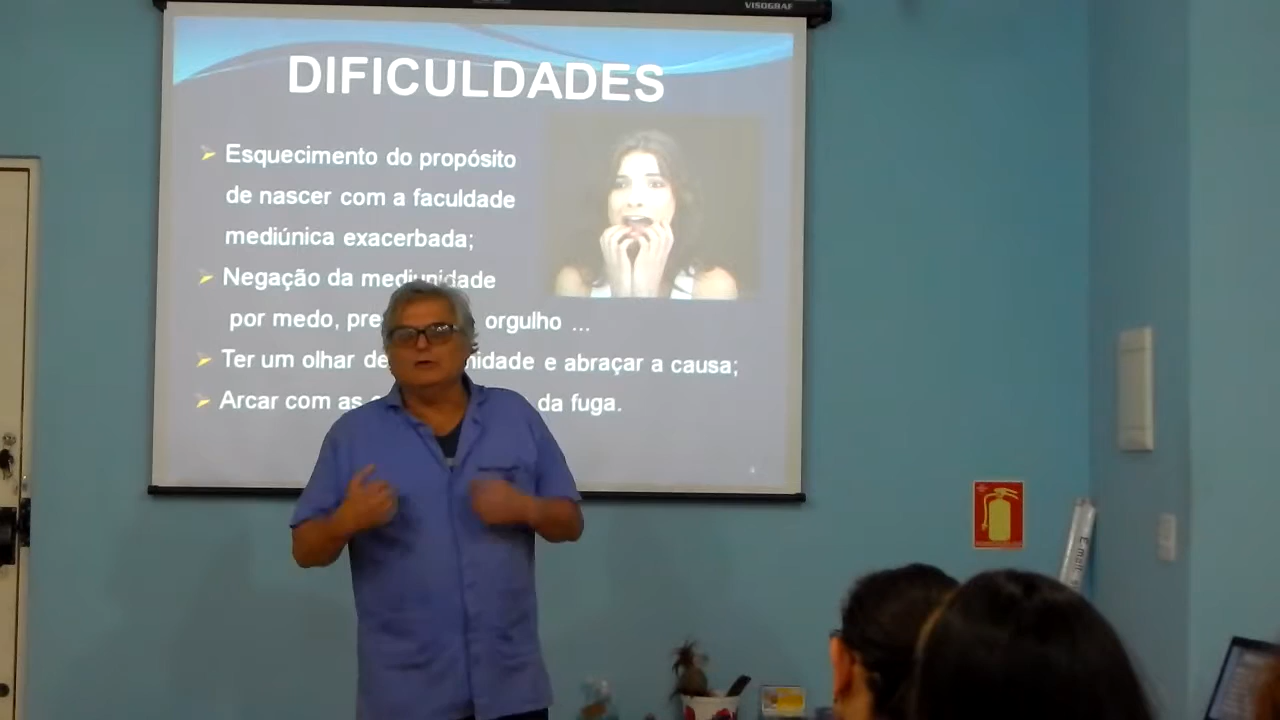 VISOGRAF
DIFICULDADES
Esquecimento do propósito
de nascer com a faculdade
mediúnica exacerbada;
Negação da mediunidade
por medo, orgulho ...
Ter um olhar e abraçar a causa;
Arcar com as da fuga.
E-mail: